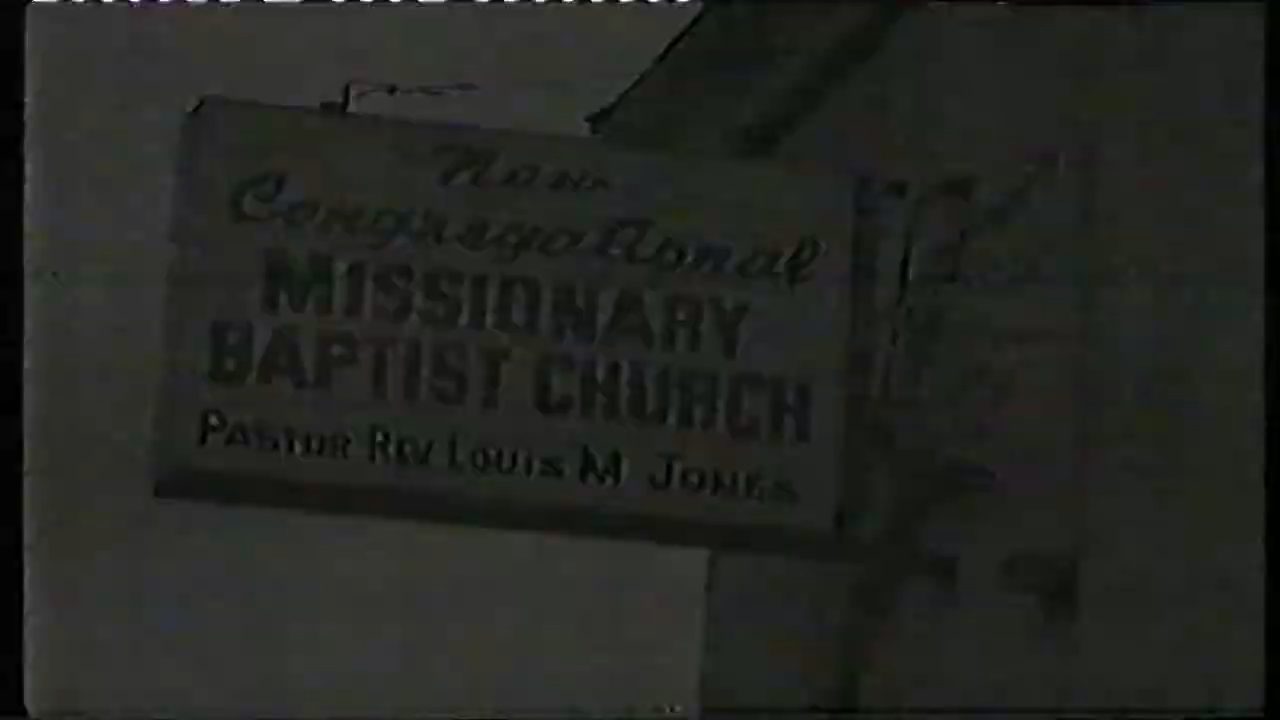 New
Congregational
MISSIONARY
BAPTIST CHURCH
PASTOR REV LOUIS M JONES